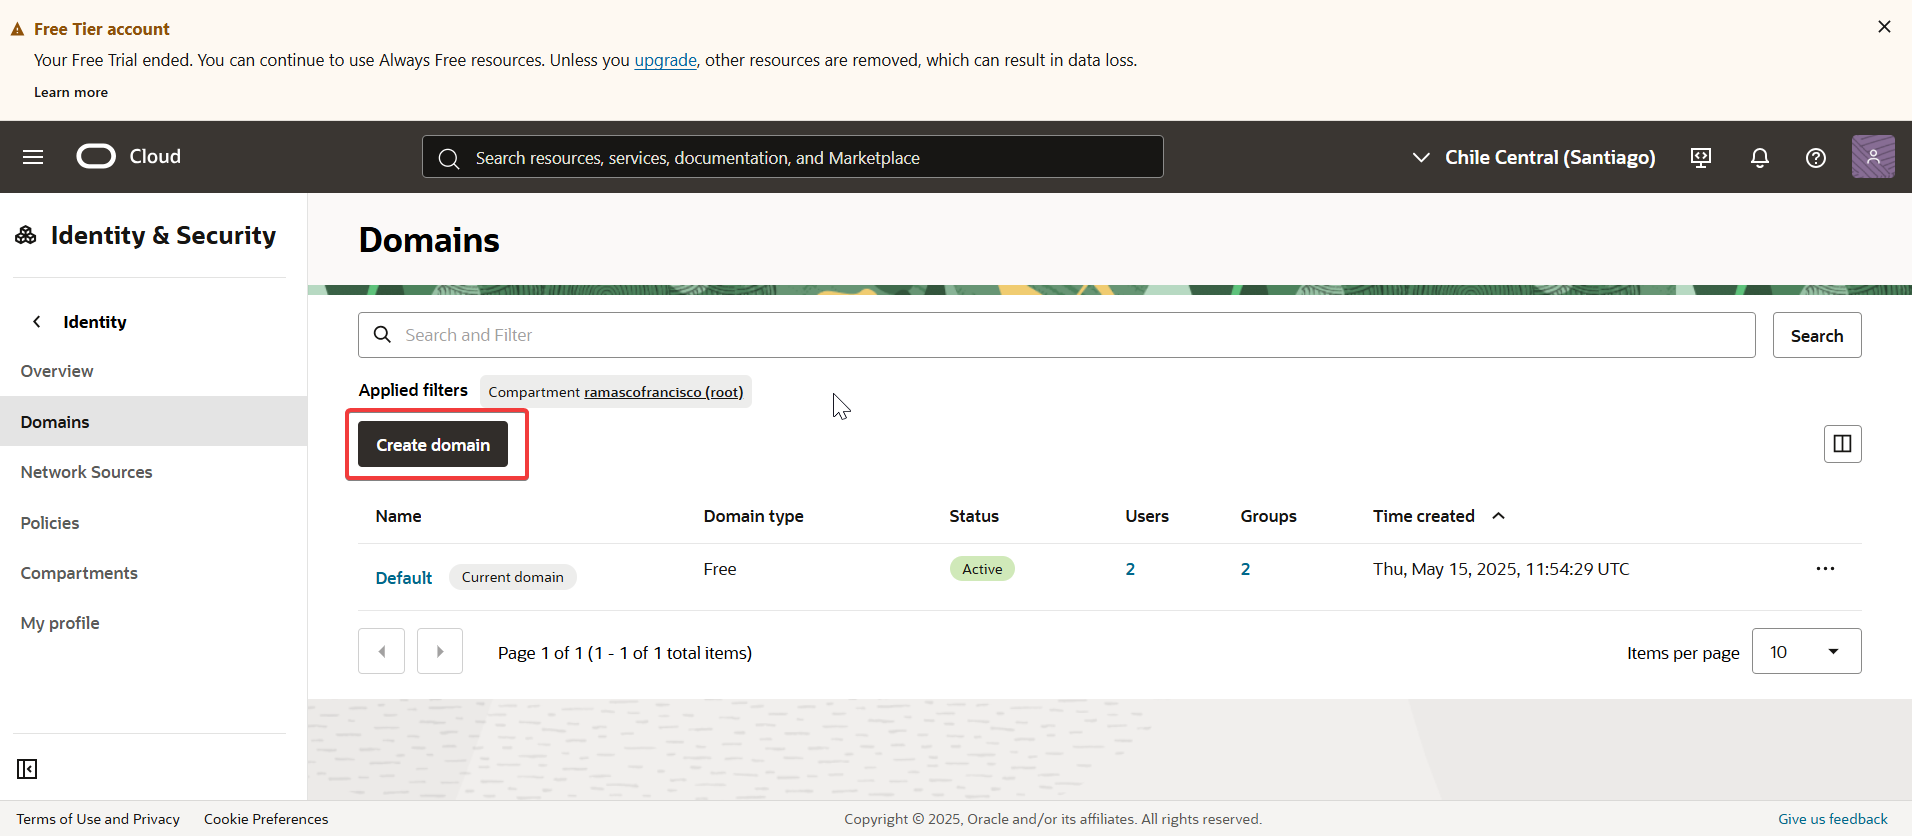 Free Tier account
Your Free Trial ended. You can continue to use Always Free resources. Unless you upgrade, other resources are removed, which can result in data loss.
Learn more
Cloud
Search resources, services, documentation, and Marketplace
Chile Central (Santiago)
Identity & Security
Identity
Overview
Domains
Network Sources
Policies
Compartments
My profile
Domains
Search and Filter
Search
Applied filters
Compartment ramascofrancisco (root)
Create domain
Name Domain type Status Users Groups Time created
Default Current domain Free Active 2 2 Thu, May 15, 2025, 11:54:29 UTC
Page 1 of 1 (1 - 1 of 1 total items)
Items per page 10
Terms of Use and Privacy Cookie Preferences
Copyright © 2025, Oracle and/or its affiliates. All rights reserved.
Give us feedback